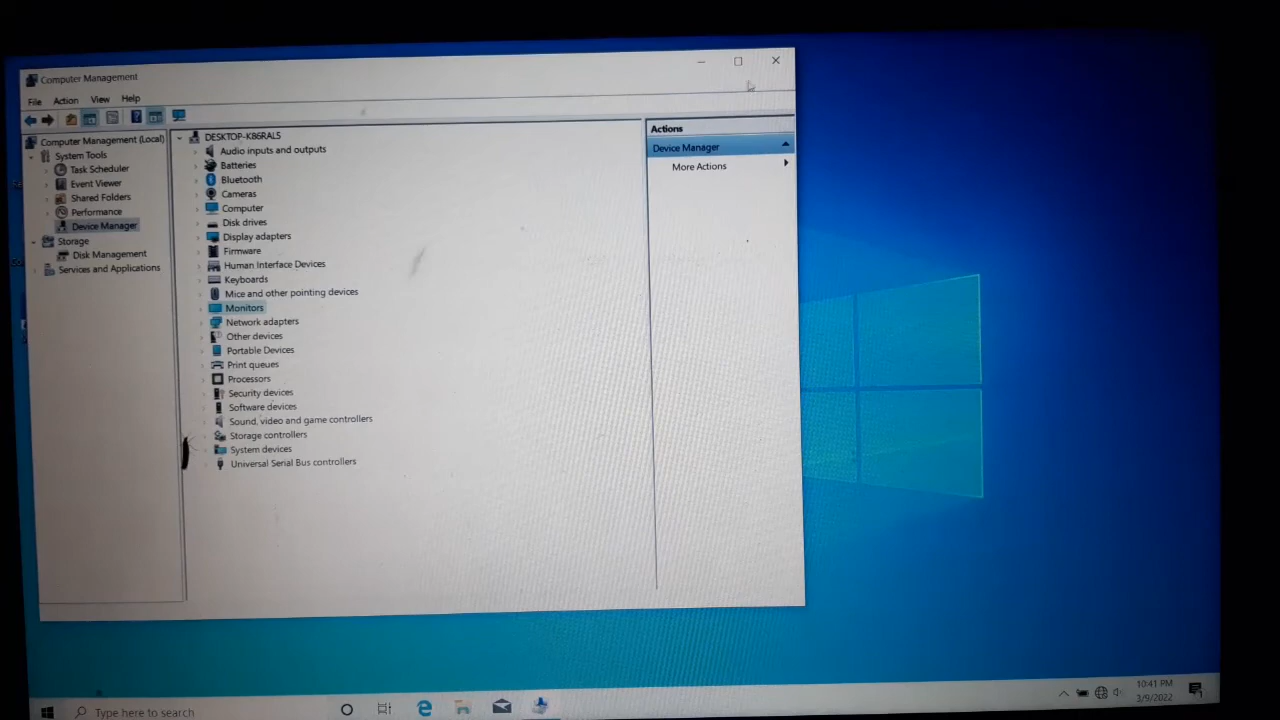 Computer Management
File Action View Help
Computer Management (Local)
System Tools
Task Scheduler
Event Viewer
Shared Folders
Performance
Device Manager
Storage
Disk Management
Services and Applications
DESKTOP-K86RAL5
Audio inputs and outputs
Batteries
Bluetooth
Cameras
Computer
Disk drives
Display adapters
Firmware
Human Interface Devices
Keyboards
Mice and other pointing devices
Monitors
Network adapters
Other devices
Portable Devices
Print queues
Processors
Security devices
Software devices
Sound, video and game controllers
Storage controllers
System devices
Universal Serial Bus controllers
Actions
Device Manager
More Actions
Type here to search
10:41 PM
3/9/2022